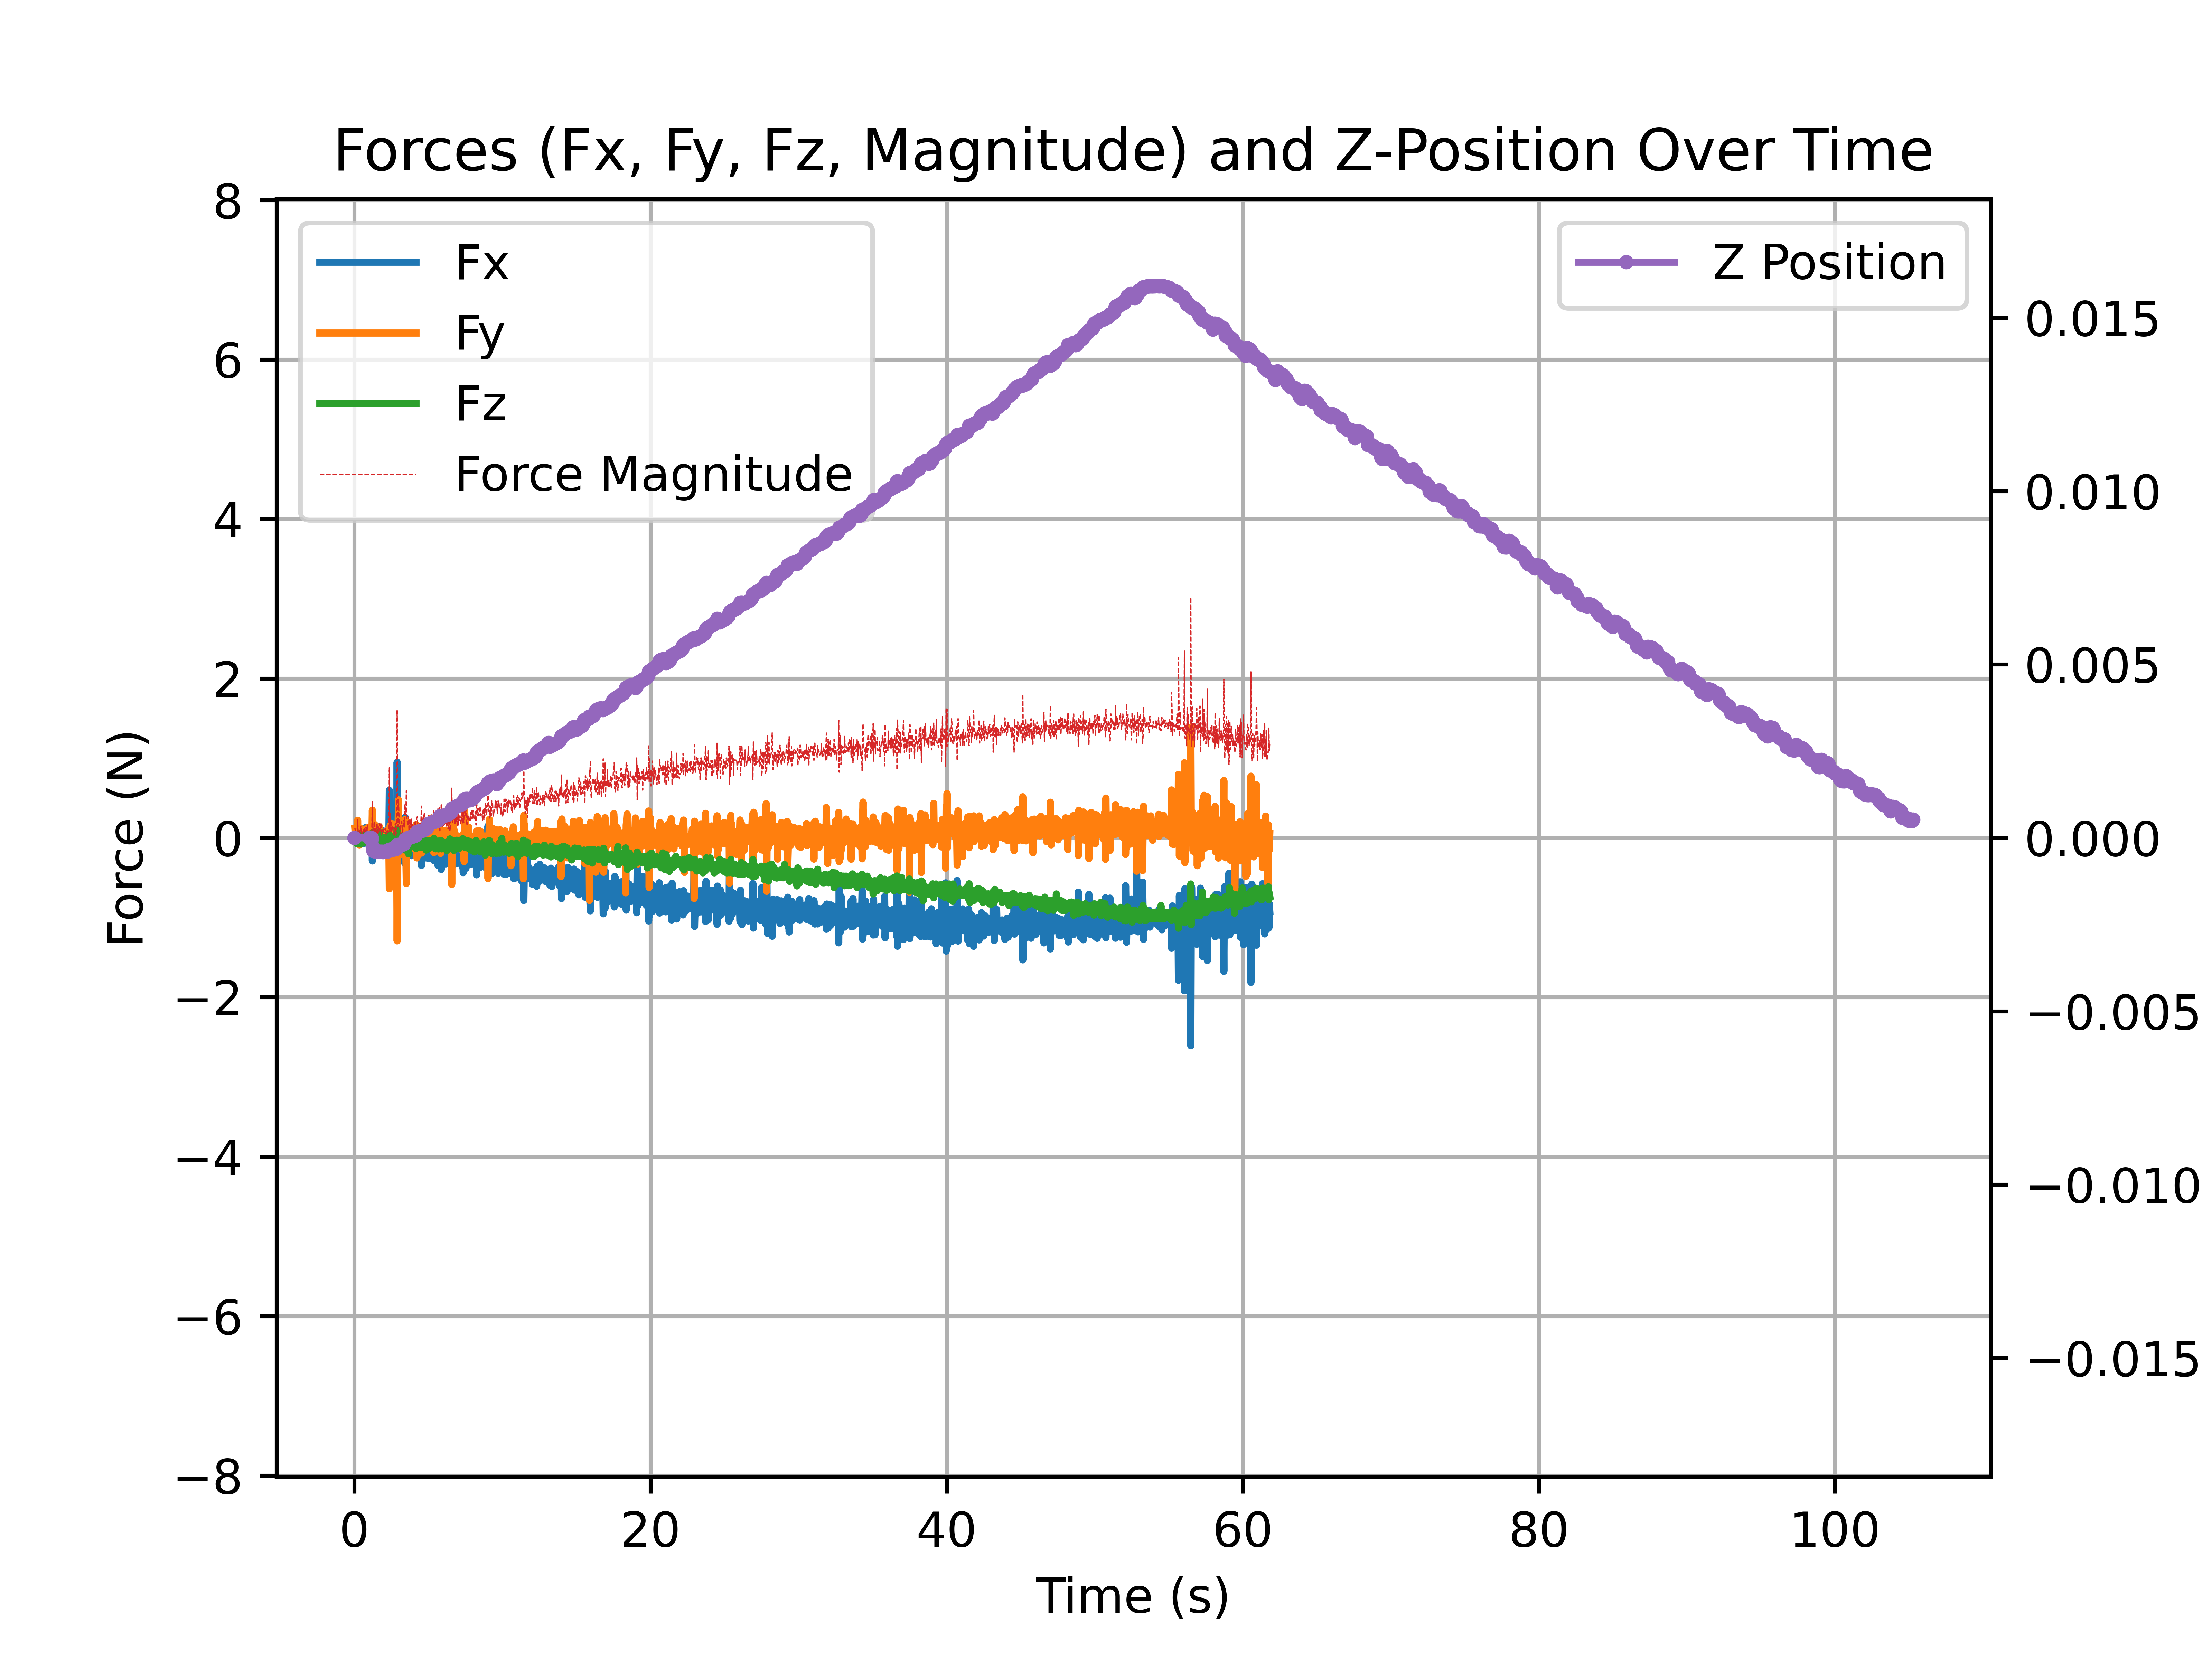 Forces (Fx, Fy, Fz, Magnitude) and Z-Position Over Time
Fx
Fy
Fz
Force Magnitude
Z Position
8
6
4
2
0
−2
−4
−6
−8
Force (N)
0.015
0.010
0.005
0.000
−0.005
−0.010
−0.015
0 20 40 60 80 100
Time (s)